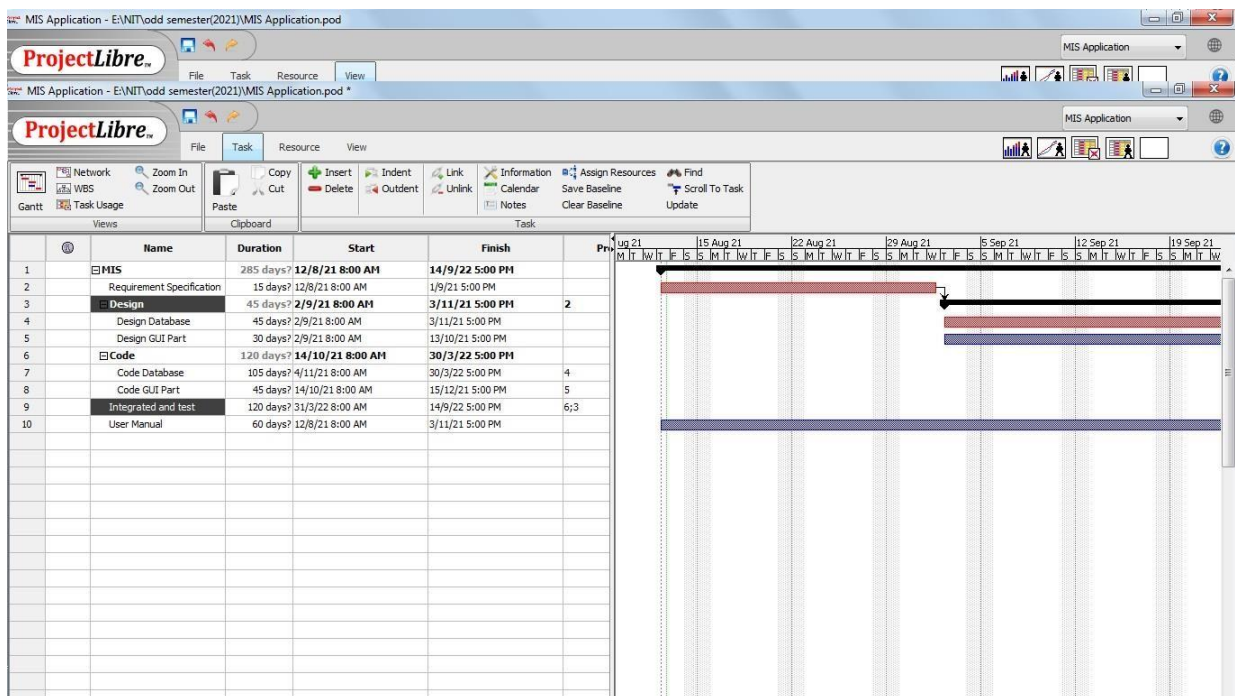 MIS Application - E:\NIT\odd semester(2021)\MIS Application.pod
ProjectLibre™
MIS Application
File Task Resource View
MIS Application - E:\NIT\odd semester(2021)\MIS Application.pod *
ProjectLibre™
MIS Application
File Task Resource View
Network Zoom In Copy Insert Indent Link Information Assign Resources Find
WBS Zoom Out Cut Delete Outdent Unlink Calendar Save Baseline Scroll To Task
Gantt Task Usage Paste Notes Clear Baseline Update
Views Clipboard Task
Name Duration Start Finish Pre
ug 21 15 Aug 21 22 Aug 21 29 Aug 21 5 Sep 21 12 Sep 21 19 Sep 21
M T W T F S S M T W T F S S M T W T F S S M T W T F S S M T W T F S S M T W T F S S M T W
1 MIS 285 days? 12/8/21 8:00 AM 14/9/22 5:00 PM
2 Requirement Specification 15 days? 12/8/21 8:00 AM 1/9/21 5:00 PM
3 Design 45 days? 2/9/21 8:00 AM 3/11/21 5:00 PM 2
4 Design Database 45 days? 2/9/21 8:00 AM 3/11/21 5:00 PM
5 Design GUI Part 30 days? 2/9/21 8:00 AM 13/10/21 5:00 PM
6 Code 120 days? 14/10/21 8:00 AM 30/3/22 5:00 PM
7 Code Database 105 days? 4/11/21 8:00 AM 30/3/22 5:00 PM 4
8 Code GUI Part 45 days? 14/10/21 8:00 AM 15/12/21 5:00 PM 5
9 Integrated and test 120 days? 31/3/22 8:00 AM 14/9/22 5:00 PM 6;3
10 User Manual 60 days? 12/8/21 8:00 AM 3/11/21 5:00 PM